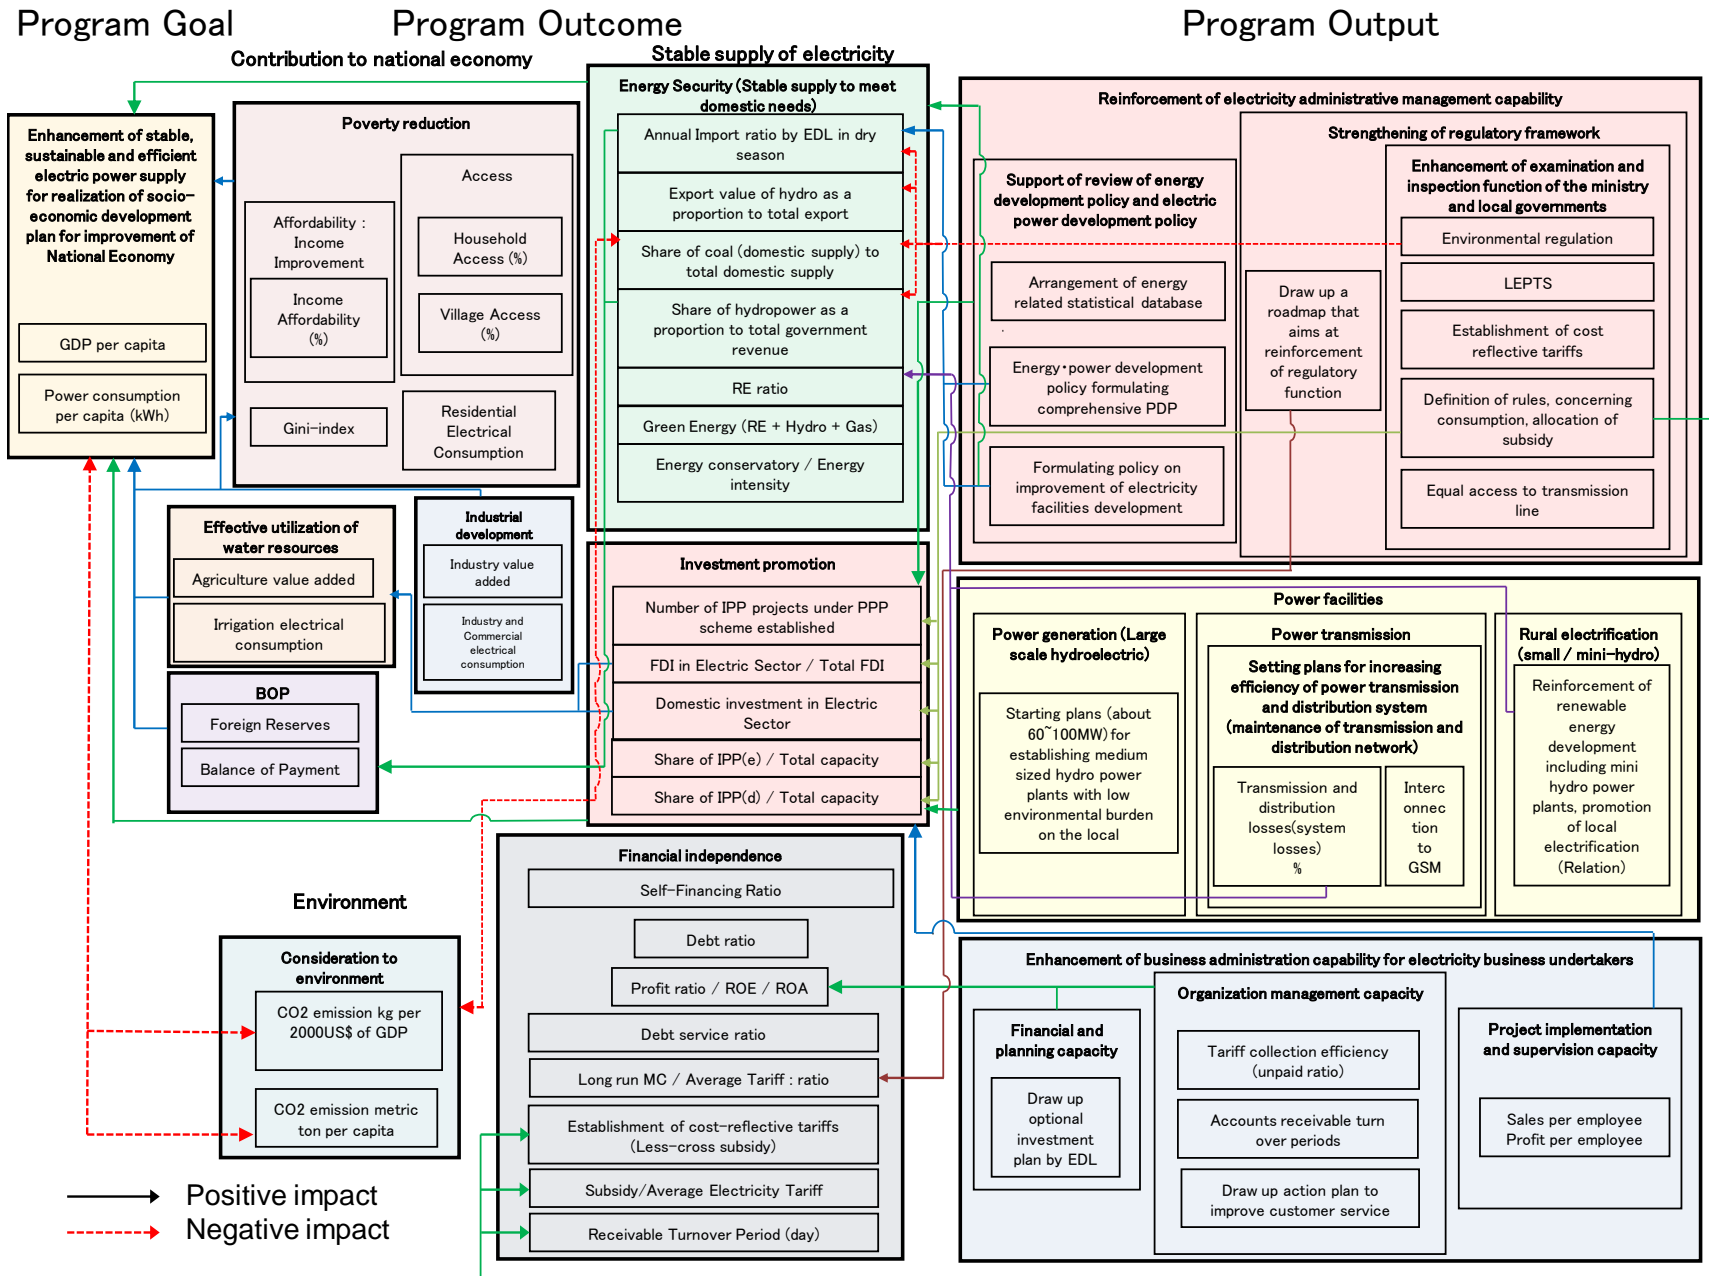 Program Goal
Program Outcome
Program Output
Contribution to national economy
Stable supply of electricity
Enhancement of stable,
sustainable and efficient
electric power supply
for realization of socio-
economic development
plan for improvement of
National Economy
GDP per capita
Power consumption
per capita (kWh)
Poverty reduction
Access
Household
Access (%)
Village Access
(%)
Affordability :
Income
Improvement
Income
Affordability
(%)
Gini-index
Residential
Electrical
Consumption
Effective utilization of
water resources
Agriculture value added
Irrigation electrical
consumption
Industrial
development
Industry value
added
Industry and
Commercial
electrical
consumption
BOP
Foreign Reserves
Balance of Payment
Environment
Consideration to
environment
CO2 emission kg per
2000US$ of GDP
CO2 emission metric
ton per capita
Positive impact
Negative impact
Energy Security (Stable supply to meet
domestic needs)
Annual Import ratio by EDL in dry
season
Export value of hydro as a
proportion to total export
Share of coal (domestic supply) to
total domestic supply
Share of hydropower as a
proportion to total government
revenue
RE ratio
Green Energy (RE + Hydro + Gas)
Energy conservatory / Energy
intensity
Investment promotion
Number of IPP projects under PPP
scheme established
FDI in Electric Sector / Total FDI
Domestic investment in Electric
Sector
Share of IPP(e) / Total capacity
Share of IPP(d) / Total capacity
Financial independence
Self-Financing Ratio
Debt ratio
Profit ratio / ROE / ROA
Debt service ratio
Long run MC / Average Tariff : ratio
Establishment of cost-reflective tariffs
(Less-cross subsidy)
Subsidy/Average Electricity Tariff
Receivable Turnover Period (day)
Reinforcement of electricity administrative management capability
Support of review of energy
development policy and electric
power development policy
Arrangement of energy
related statistical database
Energy・power development
policy formulating
comprehensive PDP
Formulating policy on
improvement of electricity
facilities development
Strengthening of regulatory framework
Draw up a
roadmap that
aims at
reinforcement
of regulatory
function
Enhancement of examination and
inspection function of the ministry
and local governments
Environmental regulation
LEPTS
Establishment of cost
reflective tariffs
Definition of rules, concerning
consumption, allocation of
subsidy
Equal access to transmission
line
Power facilities
Power generation (Large
scale hydroelectric)
Starting plans (about
60~100MW) for
establishing medium
sized hydro power
plants with low
environmental burden
on the local
Power transmission
Setting plans for increasing
efficiency of power transmission
and distribution system
(maintenance of transmission and
distribution network)
Transmission and
distribution
losses(system
losses)
%
Interc
onnec
tion
to
GSM
Rural electrification
(small / mini-hydro)
Reinforcement of
renewable
energy
development
including mini
hydro power
plants, promotion
of local
electrification
(Relation)
Enhancement of business administration capability for electricity business undertakers
Financial and
planning capacity
Draw up
optional
investment
plan by EDL
Organization management capacity
Tariff collection efficiency
(unpaid ratio)
Accounts receivable turn
over periods
Draw up action plan to
improve customer service
Project implementation
and supervision capacity
Sales per employee
Profit per employee